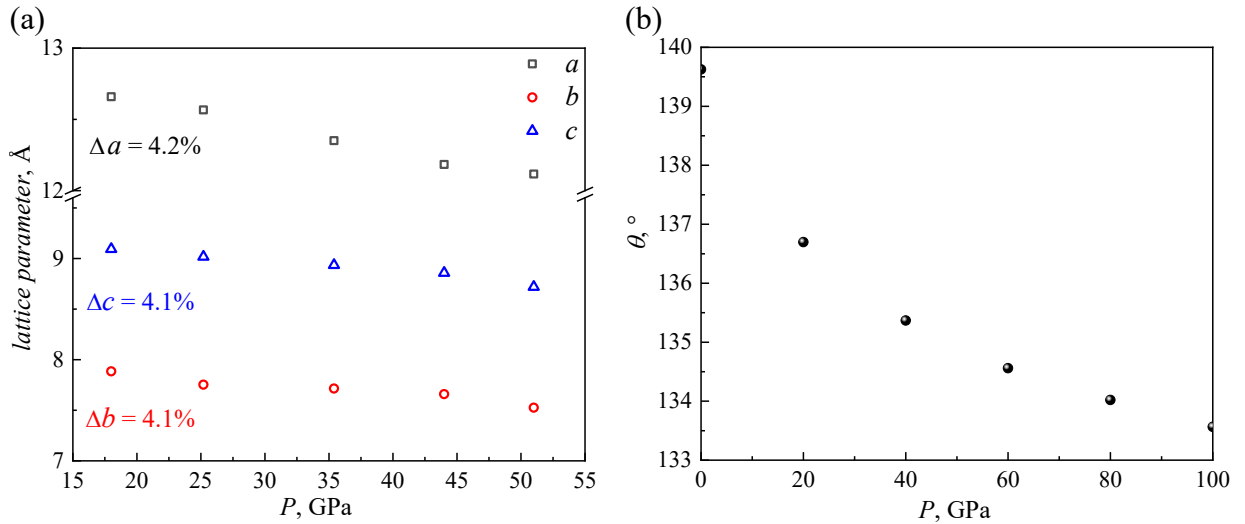 (a)
13
12
9
8
7
lattice parameter, Å
a
b
c
Δa = 4.2%
Δc = 4.1%
Δb = 4.1%
15 20 25 30 35 40 45 50 55
P, GPa
(b)
140
139
138
137
136
135
134
133
θ, °
0 20 40 60 80 100
P, GPa